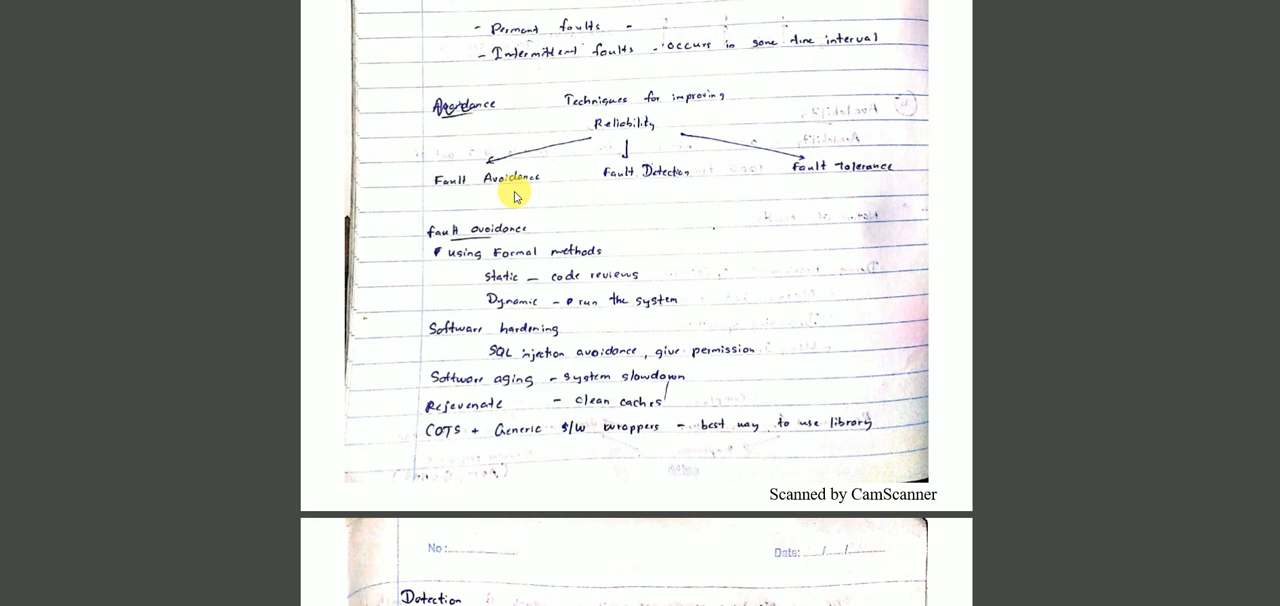 - Perment faults -
- Intermittent faults - occurs in some time interval
Avoidance Techniques for improving
Reliability
Fault Avoidance Fault Detection Fault tolerance
fault avoidance
using Formal methods
Static - code reviews
Dynamic - run the system
Software hardening
SQL injection avoidance, give permission
Software aging - system slowdown
Rejevenate - clean caches
COTS + Generic S/W wrappers - best way to use library
Atlas
Scanned by CamScanner
No: Date: / /
Detection